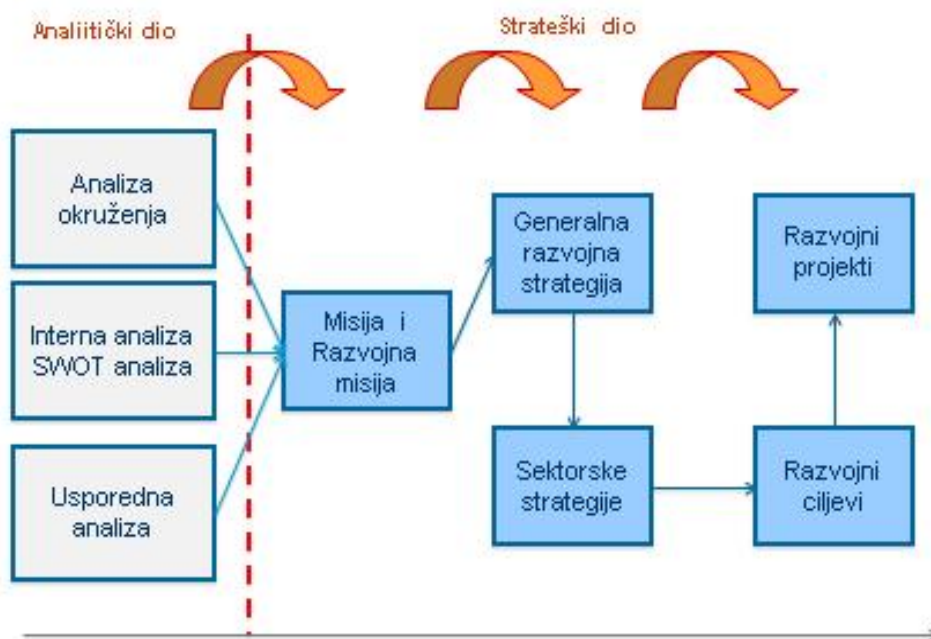 Analiitički dio
Strateški dio
Analiza
okruženja
Interna analiza
SWOT analiza
Usporedna
analiza
Misija i
Razvojna
misija
Generalna
razvojna
strategija
Sektorske
strategije
Razvojni
projekti
Razvojni
ciljevi